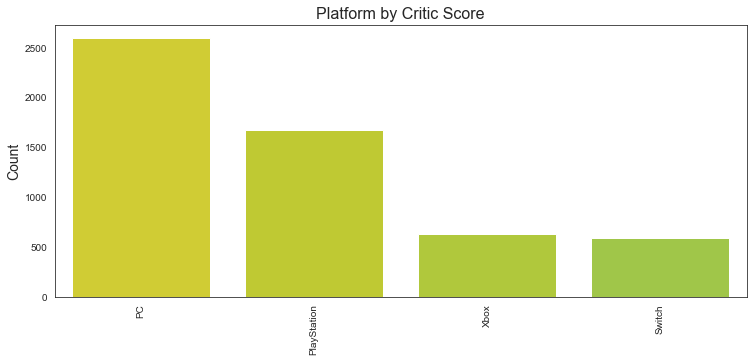 Platform by Critic Score
Count
2500
2000
1500
1000
500
0
PC
PlayStation
Xbox
Switch